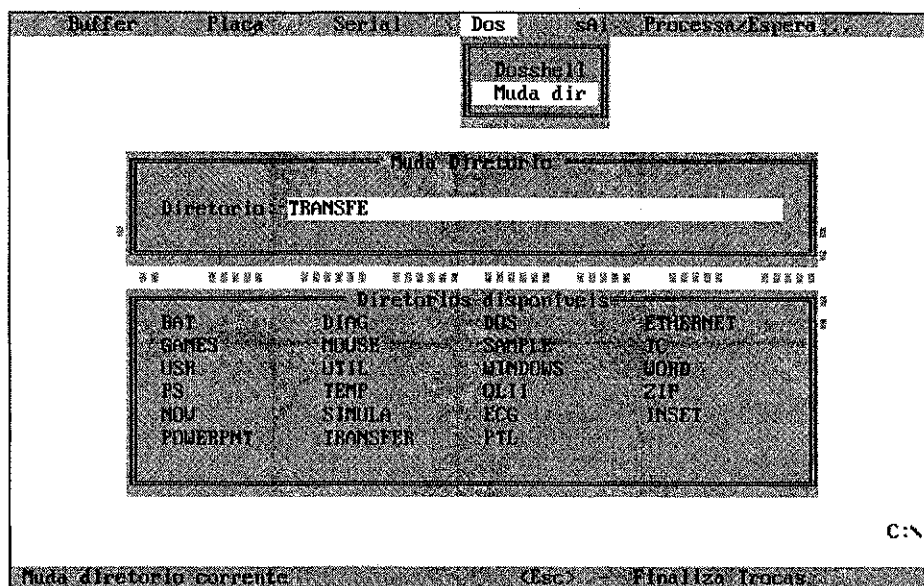 Buffer Placa Serial Dos sAi Processa/Espera...
Dosshell
Muda dir
Muda Diretorio
Diretorio: TRANSFE
Diretorios disponiveis
BAT DIAG DOS ETHERNET
GAMES MOUSE SAMPLE TC
USR UTIL WINDOWS WORD
PS TEMP QLII ZIP
NOV SIMULA ECG INSET
POWERPNT TRANSFER PTL
C:\
Muda diretorio corrente <Esc> - Finaliza Trocas